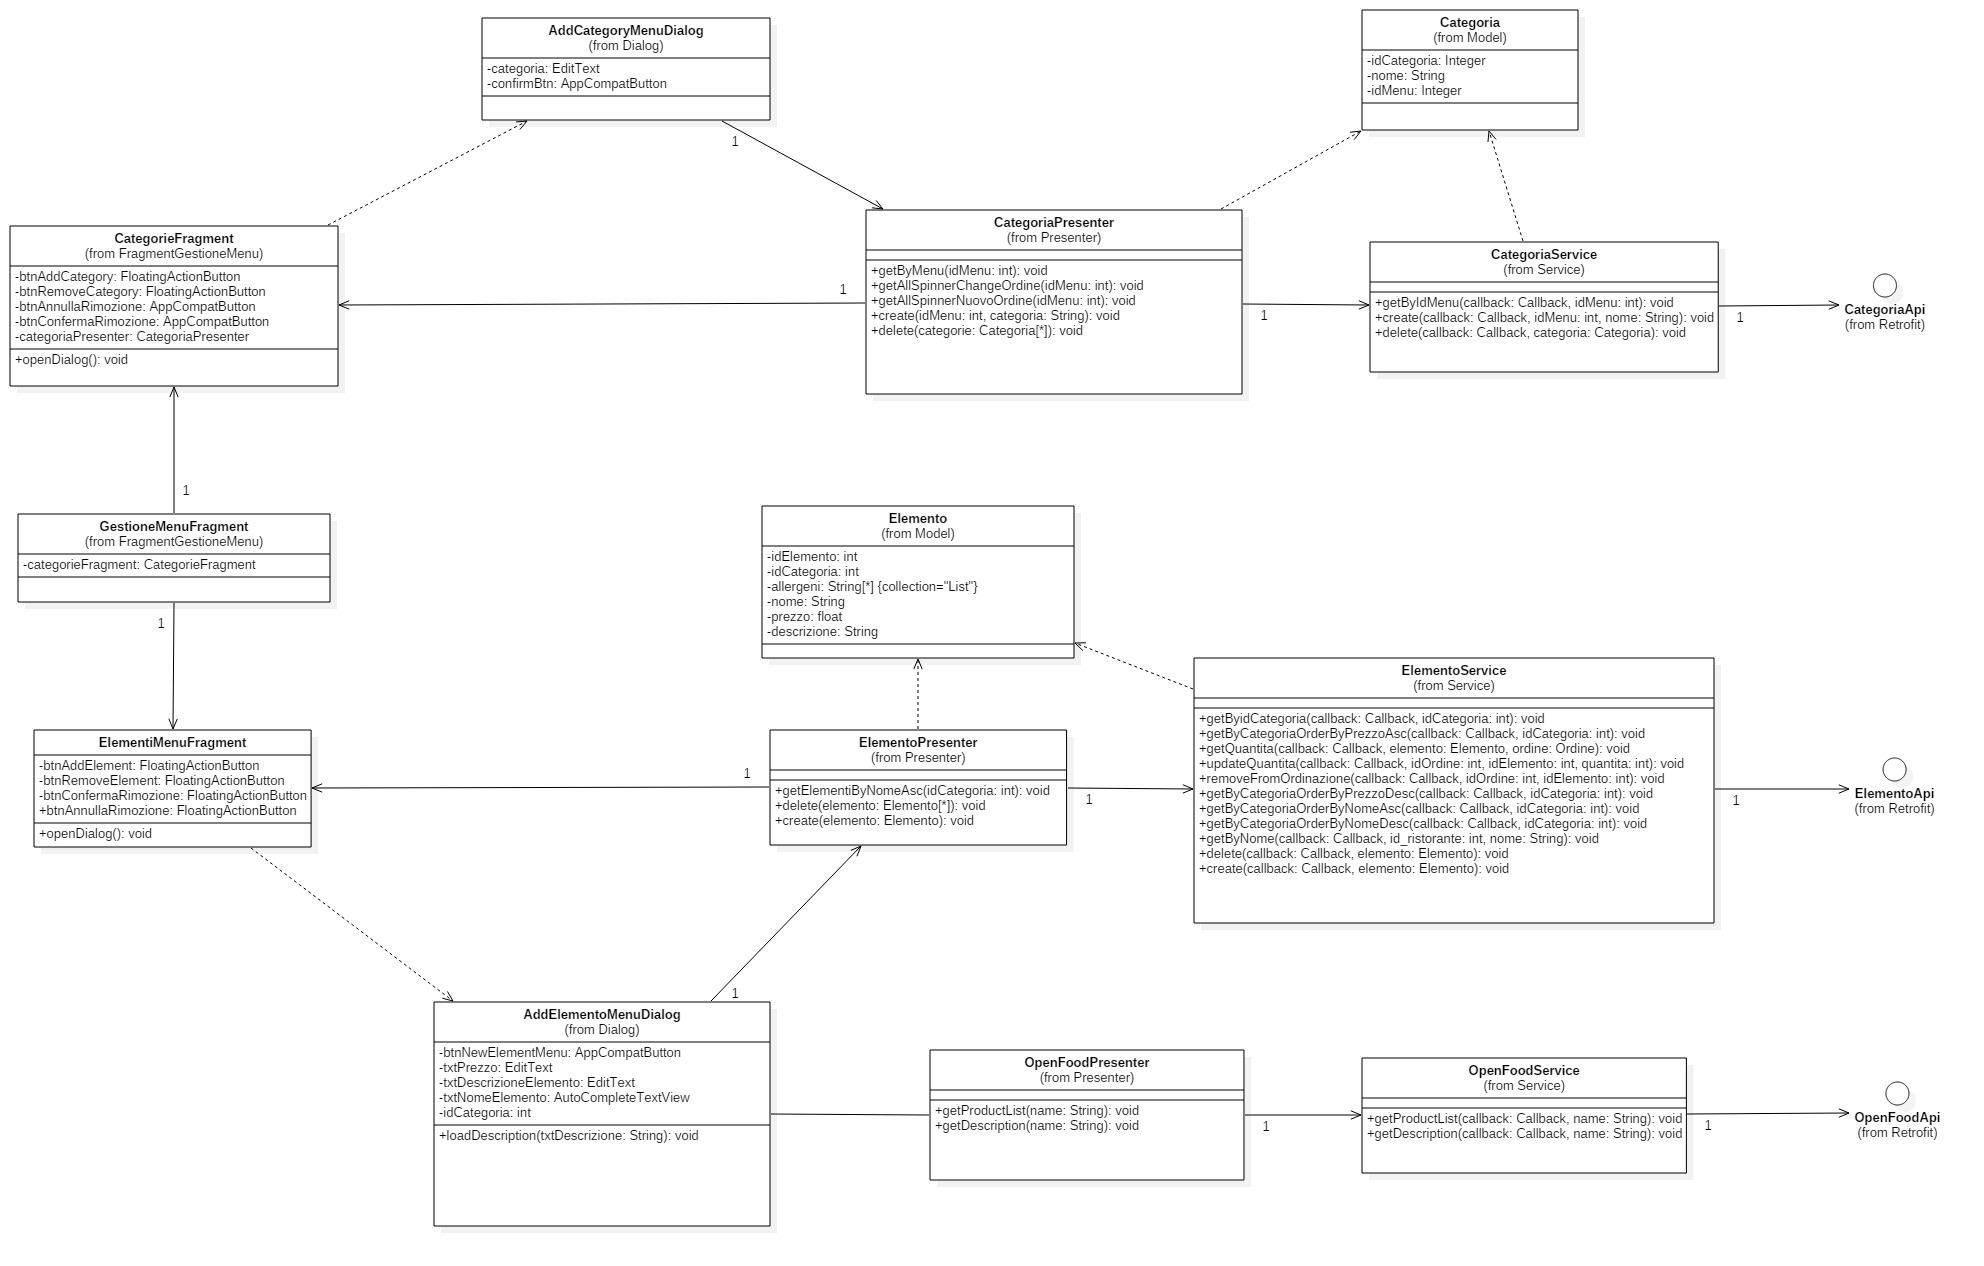 AddCategoryMenuDialog
(from Dialog)
-categoria: EditText
-confirmBtn: AppCompatButton
1
Categoria
(from Model)
-idCategoria: Integer
-nome: String
-idMenu: Integer
CategorieFragment
(from FragmentGestioneMenu)
-btnAddCategory: FloatingActionButton
-btnRemoveCategory: FloatingActionButton
-btnAnnullaRimozione: AppCompatButton
-btnConfermaRimozione: AppCompatButton
-categoriaPresenter: CategoriaPresenter
+openDialog(): void
1
CategoriaPresenter
(from Presenter)
+getByMenu(idMenu: int): void
+getAllSpinnerChangeOrdine(idMenu: int): void
+getAllSpinnerNuovoOrdine(idMenu: int): void
+create(idMenu: int, categoria: String): void
+delete(categorie: Categoria[*]): void
1
CategoriaService
(from Service)
+getByIdMenu(callback: Callback, idMenu: int): void
+create(callback: Callback, idMenu: int, nome: String): void
+delete(callback: Callback, categoria: Categoria): void
1
CategoriaApi
(from Retrofit)
1
GestioneMenuFragment
(from FragmentGestioneMenu)
-categorieFragment: CategorieFragment
1
Elemento
(from Model)
-idElemento: int
-idCategoria: int
-allergeni: String[*] {collection="List"}
-nome: String
-prezzo: float
-descrizione: String
ElementiMenuFragment
-btnAddElement: FloatingActionButton
-btnRemoveElement: FloatingActionButton
-btnConfermaRimozione: FloatingActionButton
+btnAnnullaRimozione: FloatingActionButton
+openDialog(): void
1
ElementoPresenter
(from Presenter)
+getElementiByNomeAsc(idCategoria: int): void
+delete(elemento: Elemento[*]): void
+create(elemento: Elemento): void
1
ElementoService
(from Service)
+getByidCategoria(callback: Callback, idCategoria: int): void
+getByCategoriaOrderByPrezzoAsc(callback: Callback, idCategoria: int): void
+getQuantita(callback: Callback, elemento: Elemento, ordine: Ordine): void
+updateQuantita(callback: Callback, idOrdine: int, idElemento: int, quantita: int): void
+removeFromOrdinazione(callback: Callback, idOrdine: int, idElemento: int): void
+getByCategoriaOrderByPrezzoDesc(callback: Callback, idCategoria: int): void
+getByCategoriaOrderByNomeAsc(callback: Callback, idCategoria: int): void
+getByCategoriaOrderByNomeDesc(callback: Callback, idCategoria: int): void
+getByNome(callback: Callback, id_ristorante: int, nome: String): void
+delete(callback: Callback, elemento: Elemento): void
+create(callback: Callback, elemento: Elemento): void
1
ElementoApi
(from Retrofit)
1
AddElementoMenuDialog
(from Dialog)
-btnNewElementMenu: AppCompatButton
-txtPrezzo: EditText
-txtDescrizioneElemento: EditText
-txtNomeElemento: AutoCompleteTextView
-idCategoria: int
+loadDescription(txtDescrizione: String): void
OpenFoodPresenter
(from Presenter)
+getProductList(name: String): void
+getDescription(name: String): void
1
OpenFoodService
(from Service)
+getProductList(callback: Callback, name: String): void
+getDescription(callback: Callback, name: String): void
1
OpenFoodApi
(from Retrofit)